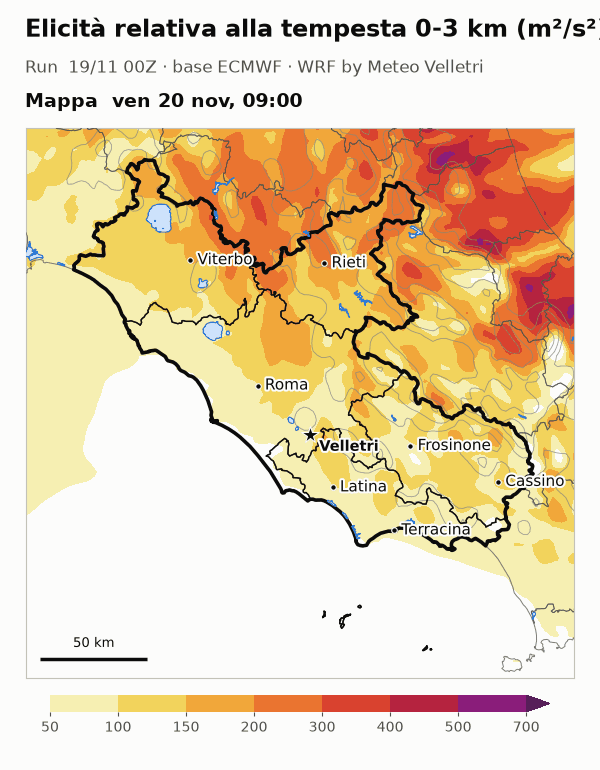 Elicità relativa alla tempesta 0-3 km (m²/s²)
Run  19/11 00Z · base ECMWF · WRF by Meteo Velletri
Mappa  ven 20 nov, 09:00
Viterbo
Rieti
Roma
Velletri
Frosinone
Cassino
Latina
Terracina
50 km
50 100 150 200 300 400 500 700